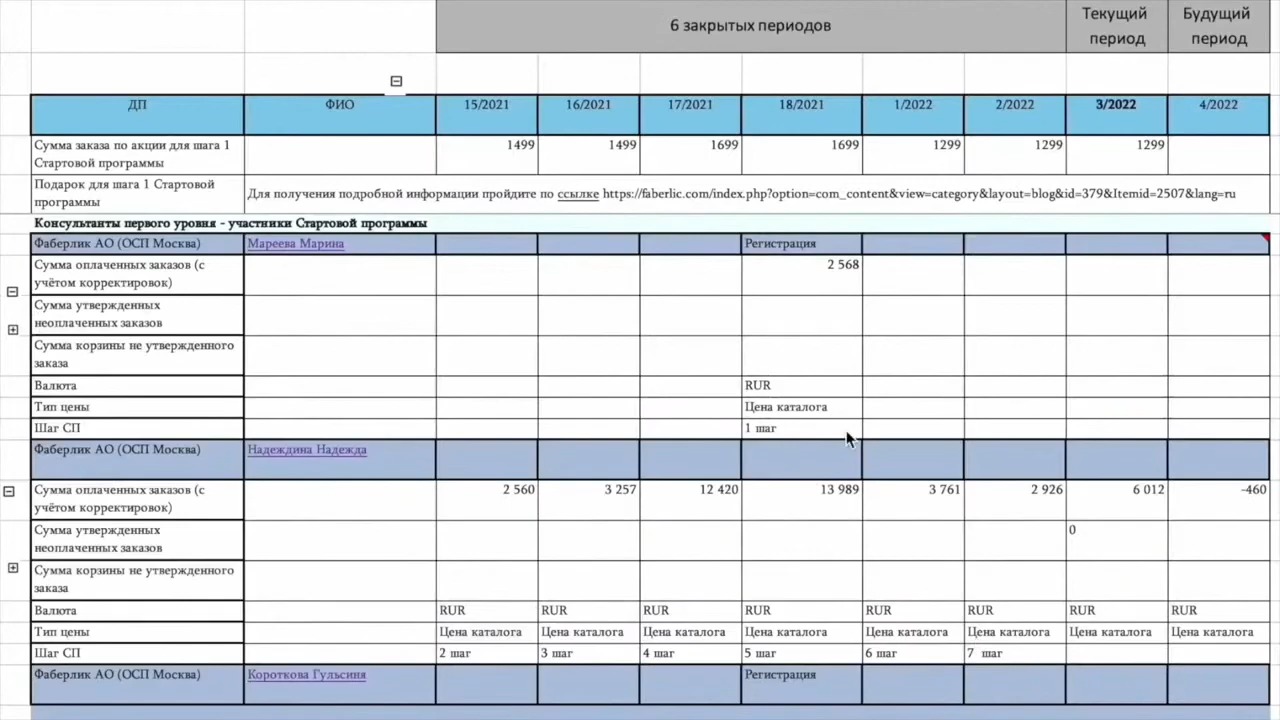 6 закрытых периодов
Текущий
период
Будущий
период
ДП ФИО 15/2021 16/2021 17/2021 18/2021 1/2022 2/2022 3/2022 4/2022
Сумма заказа по акции для шага 1
Стартовой программы
1499 1499 1699 1699 1299 1299 1299
Подарок для шага 1 Стартовой
программы
Для получения подробной информации пройдите по ссылке https://faberlic.com/index.php?option=com_content&view=category&layout=blog&id=379&Itemid=2507&lang=ru
Консультанты первого уровня - участники Стартовой программы
Фаберлик АО (ОСП Москва) Мареева Марина Регистрация
Сумма оплаченных заказов (с
учётом корректировок)
2 568
Сумма утвержденных
неоплаченных заказов
Сумма корзины не утвержденного
заказа
Валюта RUR
Тип цены Цена каталога
Шаг СП 1 шаг
Фаберлик АО (ОСП Москва) Надеждина Надежда
Сумма оплаченных заказов (с
учётом корректировок)
2 560 3 257 12 420 13 989 3 761 2 926 6 012 -460
Сумма утвержденных
неоплаченных заказов
0
Сумма корзины не утвержденного
заказа
Валюта RUR RUR RUR RUR RUR RUR RUR RUR
Тип цены Цена каталога Цена каталога Цена каталога Цена каталога Цена каталога Цена каталога Цена каталога Цена каталога
Шаг СП 2 шаг 3 шаг 4 шаг 5 шаг 6 шаг 7 шаг
Фаберлик АО (ОСП Москва) Короткова Гульсиня Регистрация